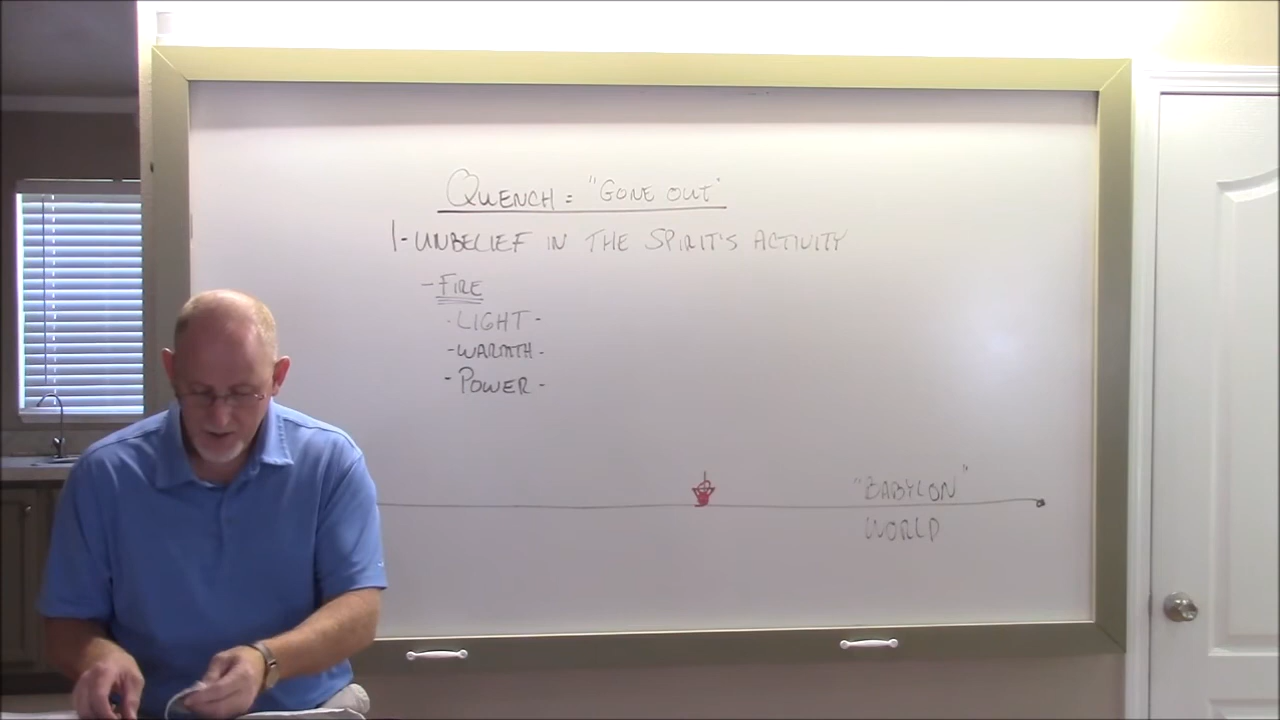 QUENCH = "GONE OUT"
1-UNBELIEF IN THE SPIRIT'S ACTIVITY
-FIRE
-LIGHT-
-WARMTH-
-POWER-
"BABYLON"
WORLD